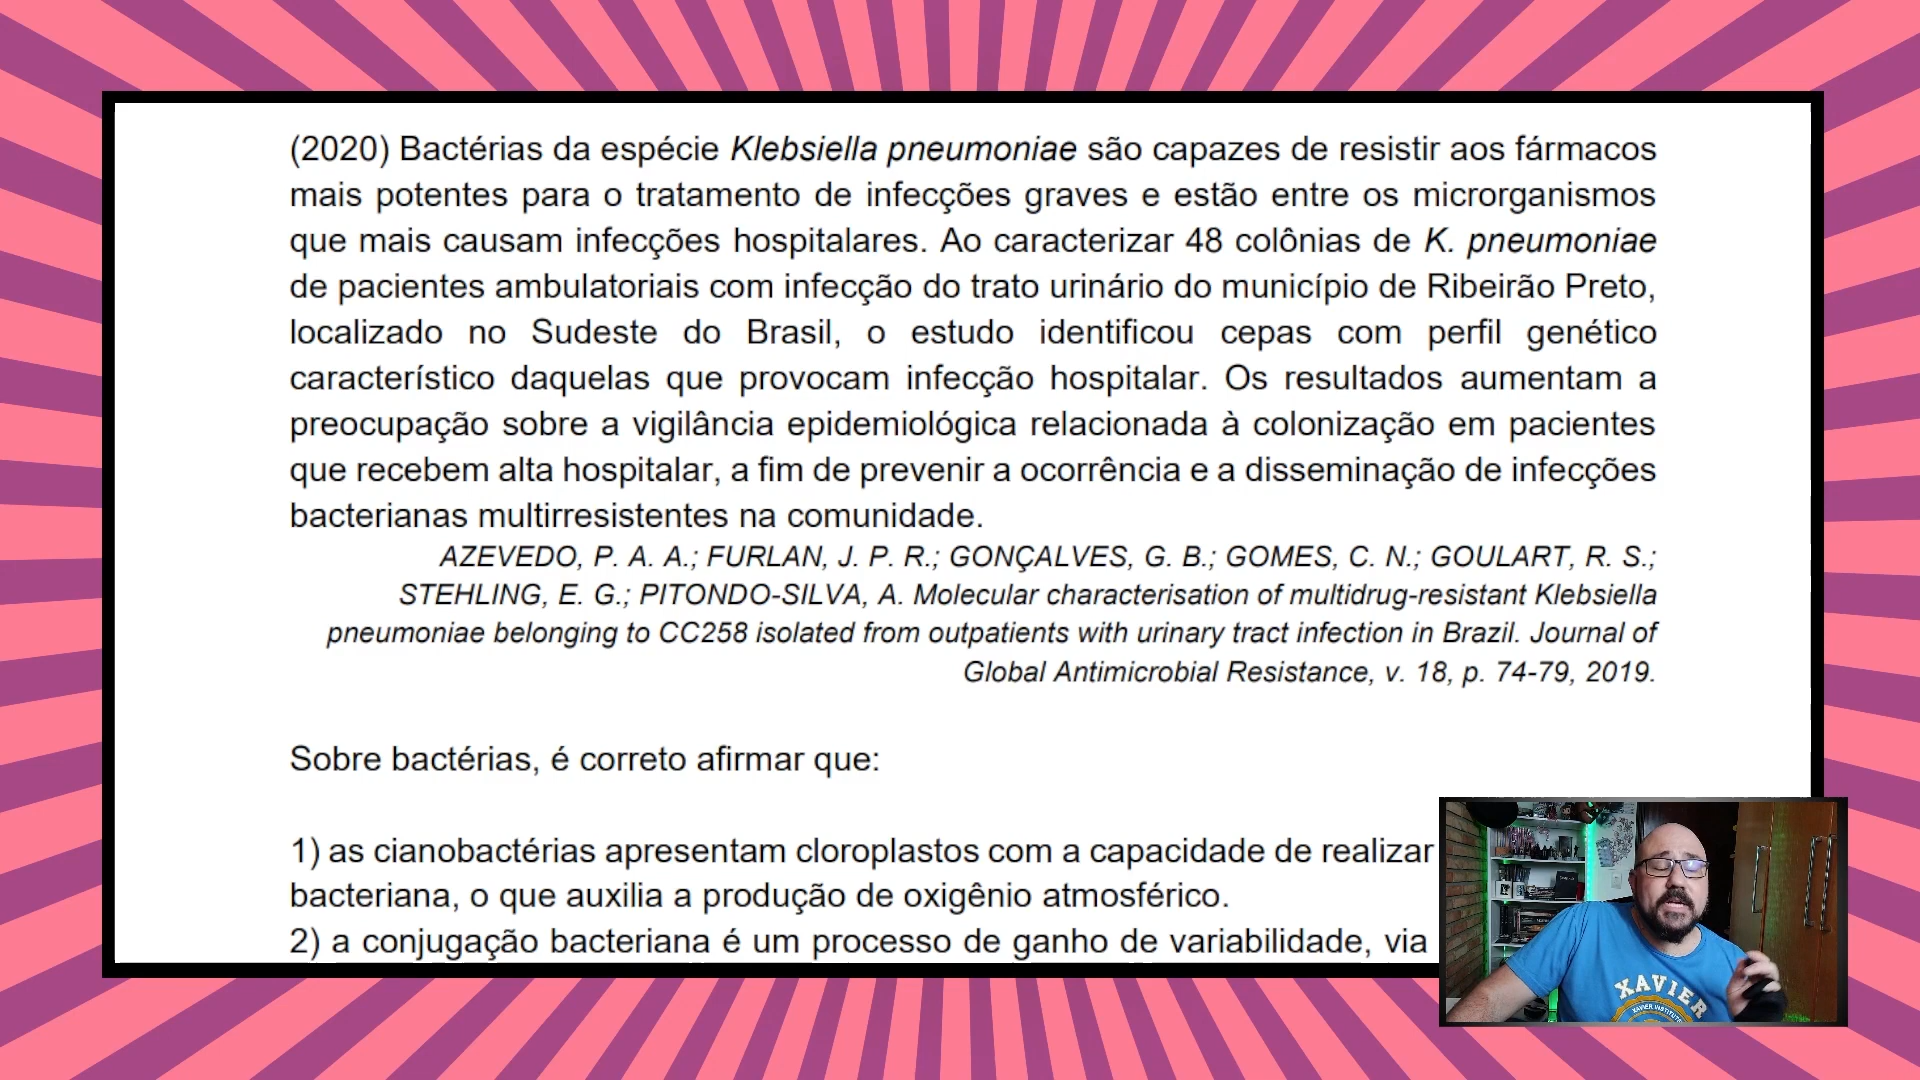 (2020) Bactérias da espécie Klebsiella pneumoniae são capazes de resistir aos fármacos
mais potentes para o tratamento de infecções graves e estão entre os microrganismos
que mais causam infecções hospitalares. Ao caracterizar 48 colônias de K. pneumoniae
de pacientes ambulatoriais com infecção do trato urinário do município de Ribeirão Preto,
localizado no Sudeste do Brasil, o estudo identificou cepas com perfil genético
característico daquelas que provocam infecção hospitalar. Os resultados aumentam a
preocupação sobre a vigilância epidemiológica relacionada à colonização em pacientes
que recebem alta hospitalar, a fim de prevenir a ocorrência e a disseminação de infecções
bacterianas multirresistentes na comunidade.
AZEVEDO, P. A. A.; FURLAN, J. P. R.; GONÇALVES, G. B.; GOMES, C. N.; GOULART, R. S.;
STEHLING, E. G.; PITONDO-SILVA, A. Molecular characterisation of multidrug-resistant Klebsiella
pneumoniae belonging to CC258 isolated from outpatients with urinary tract infection in Brazil. Journal of
Global Antimicrobial Resistance, v. 18, p. 74-79, 2019.
Sobre bactérias, é correto afirmar que:
1) as cianobactérias apresentam cloroplastos com a capacidade de realizar
bacteriana, o que auxilia a produção de oxigênio atmosférico.
2) a conjugação bacteriana é um processo de ganho de variabilidade, via
XAVIER